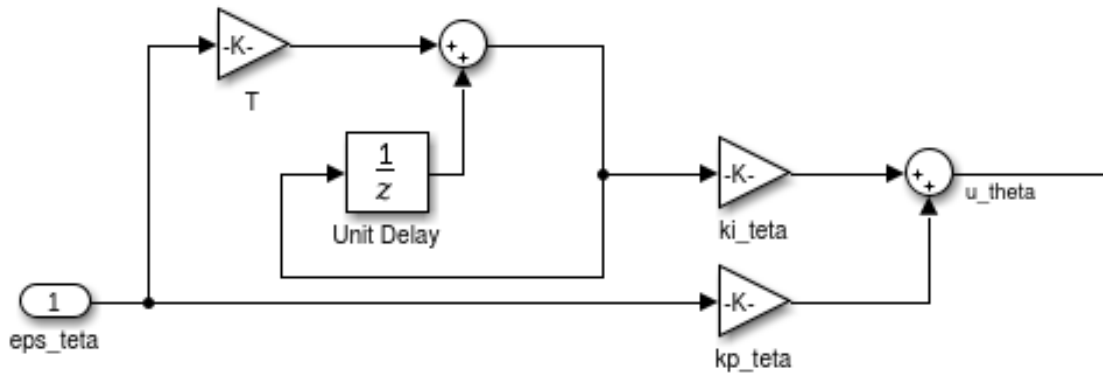 -K-
T
+
+
1
z
Unit Delay
-K-
ki_teta
+
+
u_theta
1
eps_teta
-K-
kp_teta